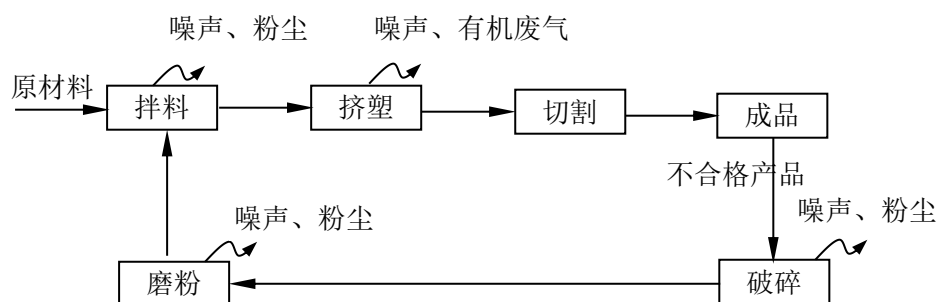 噪声、粉尘
噪声、有机废气
原材料
拌料
挤塑
切割
成品
不合格产品
噪声、粉尘
噪声、粉尘
磨粉
破碎